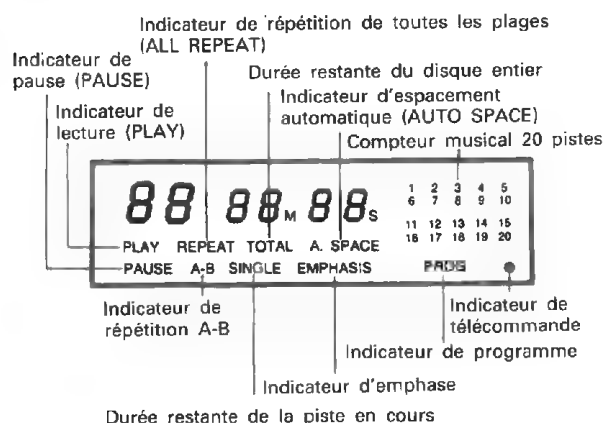 Indicateur de répétition de toutes les plages
(ALL REPEAT)
Indicateur de
pause (PAUSE)
Durée restante du disque entier
Indicateur d'espacement
automatique (AUTO SPACE)
Indicateur de
lecture (PLAY)
Compteur musical 20 pistes
88 88M 88S
1 2 3 4 5
6 7 8 9 10
11 12 13 14 15
16 17 18 19 20
PLAY REPEAT TOTAL A. SPACE
PAUSE A-B SINGLE EMPHASIS PROG
Indicateur de
répétition A-B
Indicateur de
télécommande
Indicateur de programme
Indicateur d'emphase
Durée restante de la piste en cours